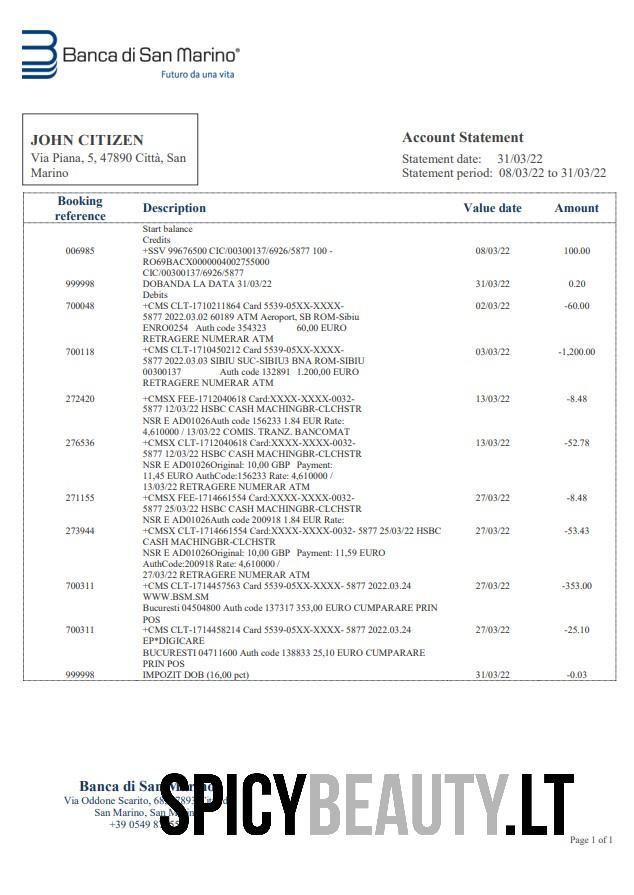 Banca di San Marino®
Futuro da una vita
JOHN CITIZEN
Via Piana, 5, 47890 Città, San
Marino
Account Statement
Statement date: 31/03/22
Statement period: 08/03/22 to 31/03/22
Booking reference Description Value date Amount
Start balance
Credits
006985 +SSV 99676500 CIC/00300137/6926/5877 100 - 08/03/22 100.00
RO69BACX0000004002755000
CIC/00300137/6926/5877
999998 DOBANDA LA DATA 31/03/22 31/03/22 0.20
Debits
700048 +CMS CLT-1710211864 Card 5539-05XX-XXXX- 02/03/22 -60.00
5877 2022.03.02 60189 ATM Aeroport, SB ROM-Sibiu
ENRO0254 Auth code 354323 60,00 EURO
RETRAGERE NUMERAR ATM
700118 +CMS CLT-1710450212 Card 5539-05XX-XXXX- 03/03/22 -1,200.00
5877 2022.03.03 SIBIU SUC-SIBIU3 BNA ROM-SIBIU
00300137 Auth code 132891 1.200,00 EURO
RETRAGERE NUMERAR ATM
272420 +CMSX FEE-1712040618 Card:XXXX-XXXX-0032- 13/03/22 -8.48
5877 12/03/22 HSBC CASH MACHINGBR-CLCHSTR
NSR E AD01026Auth code 156233 1.84 EUR Rate:
4,610000 / 13/03/22 COMIS. TRANZ. BANCOMAT
276536 +CMSX CLT-1712040618 Card:XXXX-XXXX-0032- 13/03/22 -52.78
5877 12/03/22 HSBC CASH MACHINGBR-CLCHSTR
NSR E AD01026Original: 10,00 GBP Payment:
11,45 EURO AuthCode:156233 Rate: 4,610000 /
13/03/22 RETRAGERE NUMERAR ATM
271155 +CMSX FEE-1714661554 Card:XXXX-XXXX-0032- 27/03/22 -8.48
5877 25/03/22 HSBC CASH MACHINGBR-CLCHSTR
NSR E AD01026Auth code 200918 1.84 EUR Rate:
273944 +CMSX CLT-1714661554 Card:XXXX-XXXX-0032- 5877 25/03/22 HSBC 27/03/22 -53.43
CASH MACHINGBR-CLCHSTR
NSR E AD01026Original: 10,00 GBP Payment: 11,59 EURO
AuthCode:200918 Rate: 4,610000 /
27/03/22 RETRAGERE NUMERAR ATM
700311 +CMS CLT-1714457563 Card 5539-05XX-XXXX- 5877 2022.03.24 27/03/22 -353.00
WWW.BSM.SM
Bucuresti 04504800 Auth code 137317 353,00 EURO CUMPARARE PRIN
POS
700311 +CMS CLT-1714458214 Card 5539-05XX-XXXX- 5877 2022.03.24 27/03/22 -25.10
EP*DIGICARE
BUCURESTI 04711600 Auth code 138833 25,10 EURO CUMPARARE
PRIN POS
999998 IMPOZIT DOB (16,00 pct) 31/03/22 -0.03
Banca di San Marino
Via Oddone Scarito,
San Marino, San
+39 0549
SPICYBEAUTY.LT
Page 1 of 1